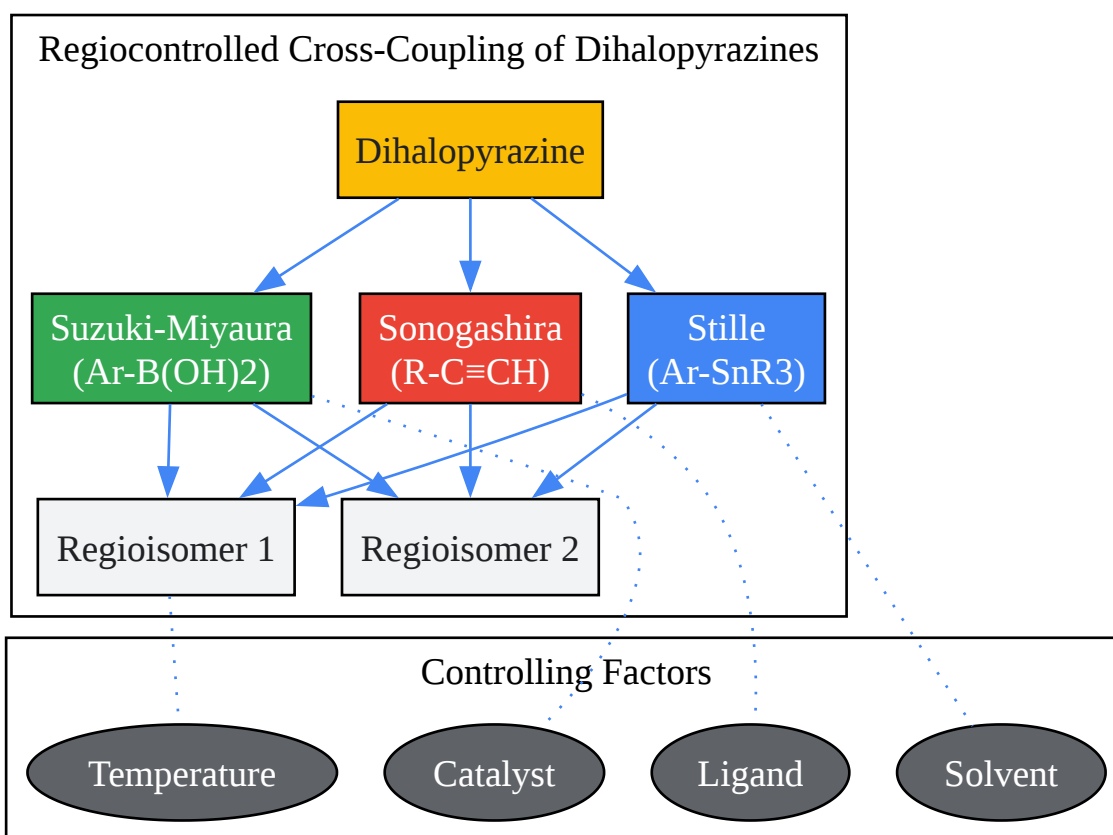 Regiocontrolled Cross-Coupling of Dihalopyrazines
Dihalopyrazine
Suzuki-Miyaura
(Ar-B(OH)2)
Sonogashira
(R-C≡CH)
Stille
(Ar-SnR3)
Regioisomer 1
Regioisomer 2
Controlling Factors
Temperature
Catalyst
Ligand
Solvent